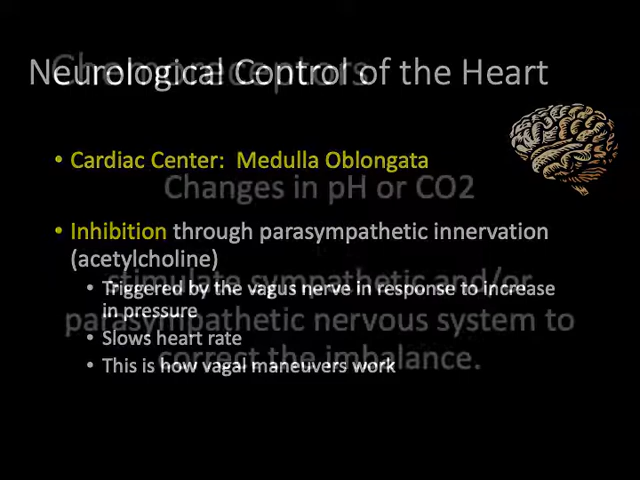 Neurological Control of the Heart
Chemoreceptors
• Cardiac Center: Medulla Oblongata
Changes in pH or CO2
• Inhibition through parasympathetic innervation
(acetylcholine)
stimulate sympathetic and/or
• Triggered by the vagus nerve in response to increase
in pressure
parasympathetic nervous system to
• Slows heart rate
correct the imbalance.
• This is how vagal maneuvers work